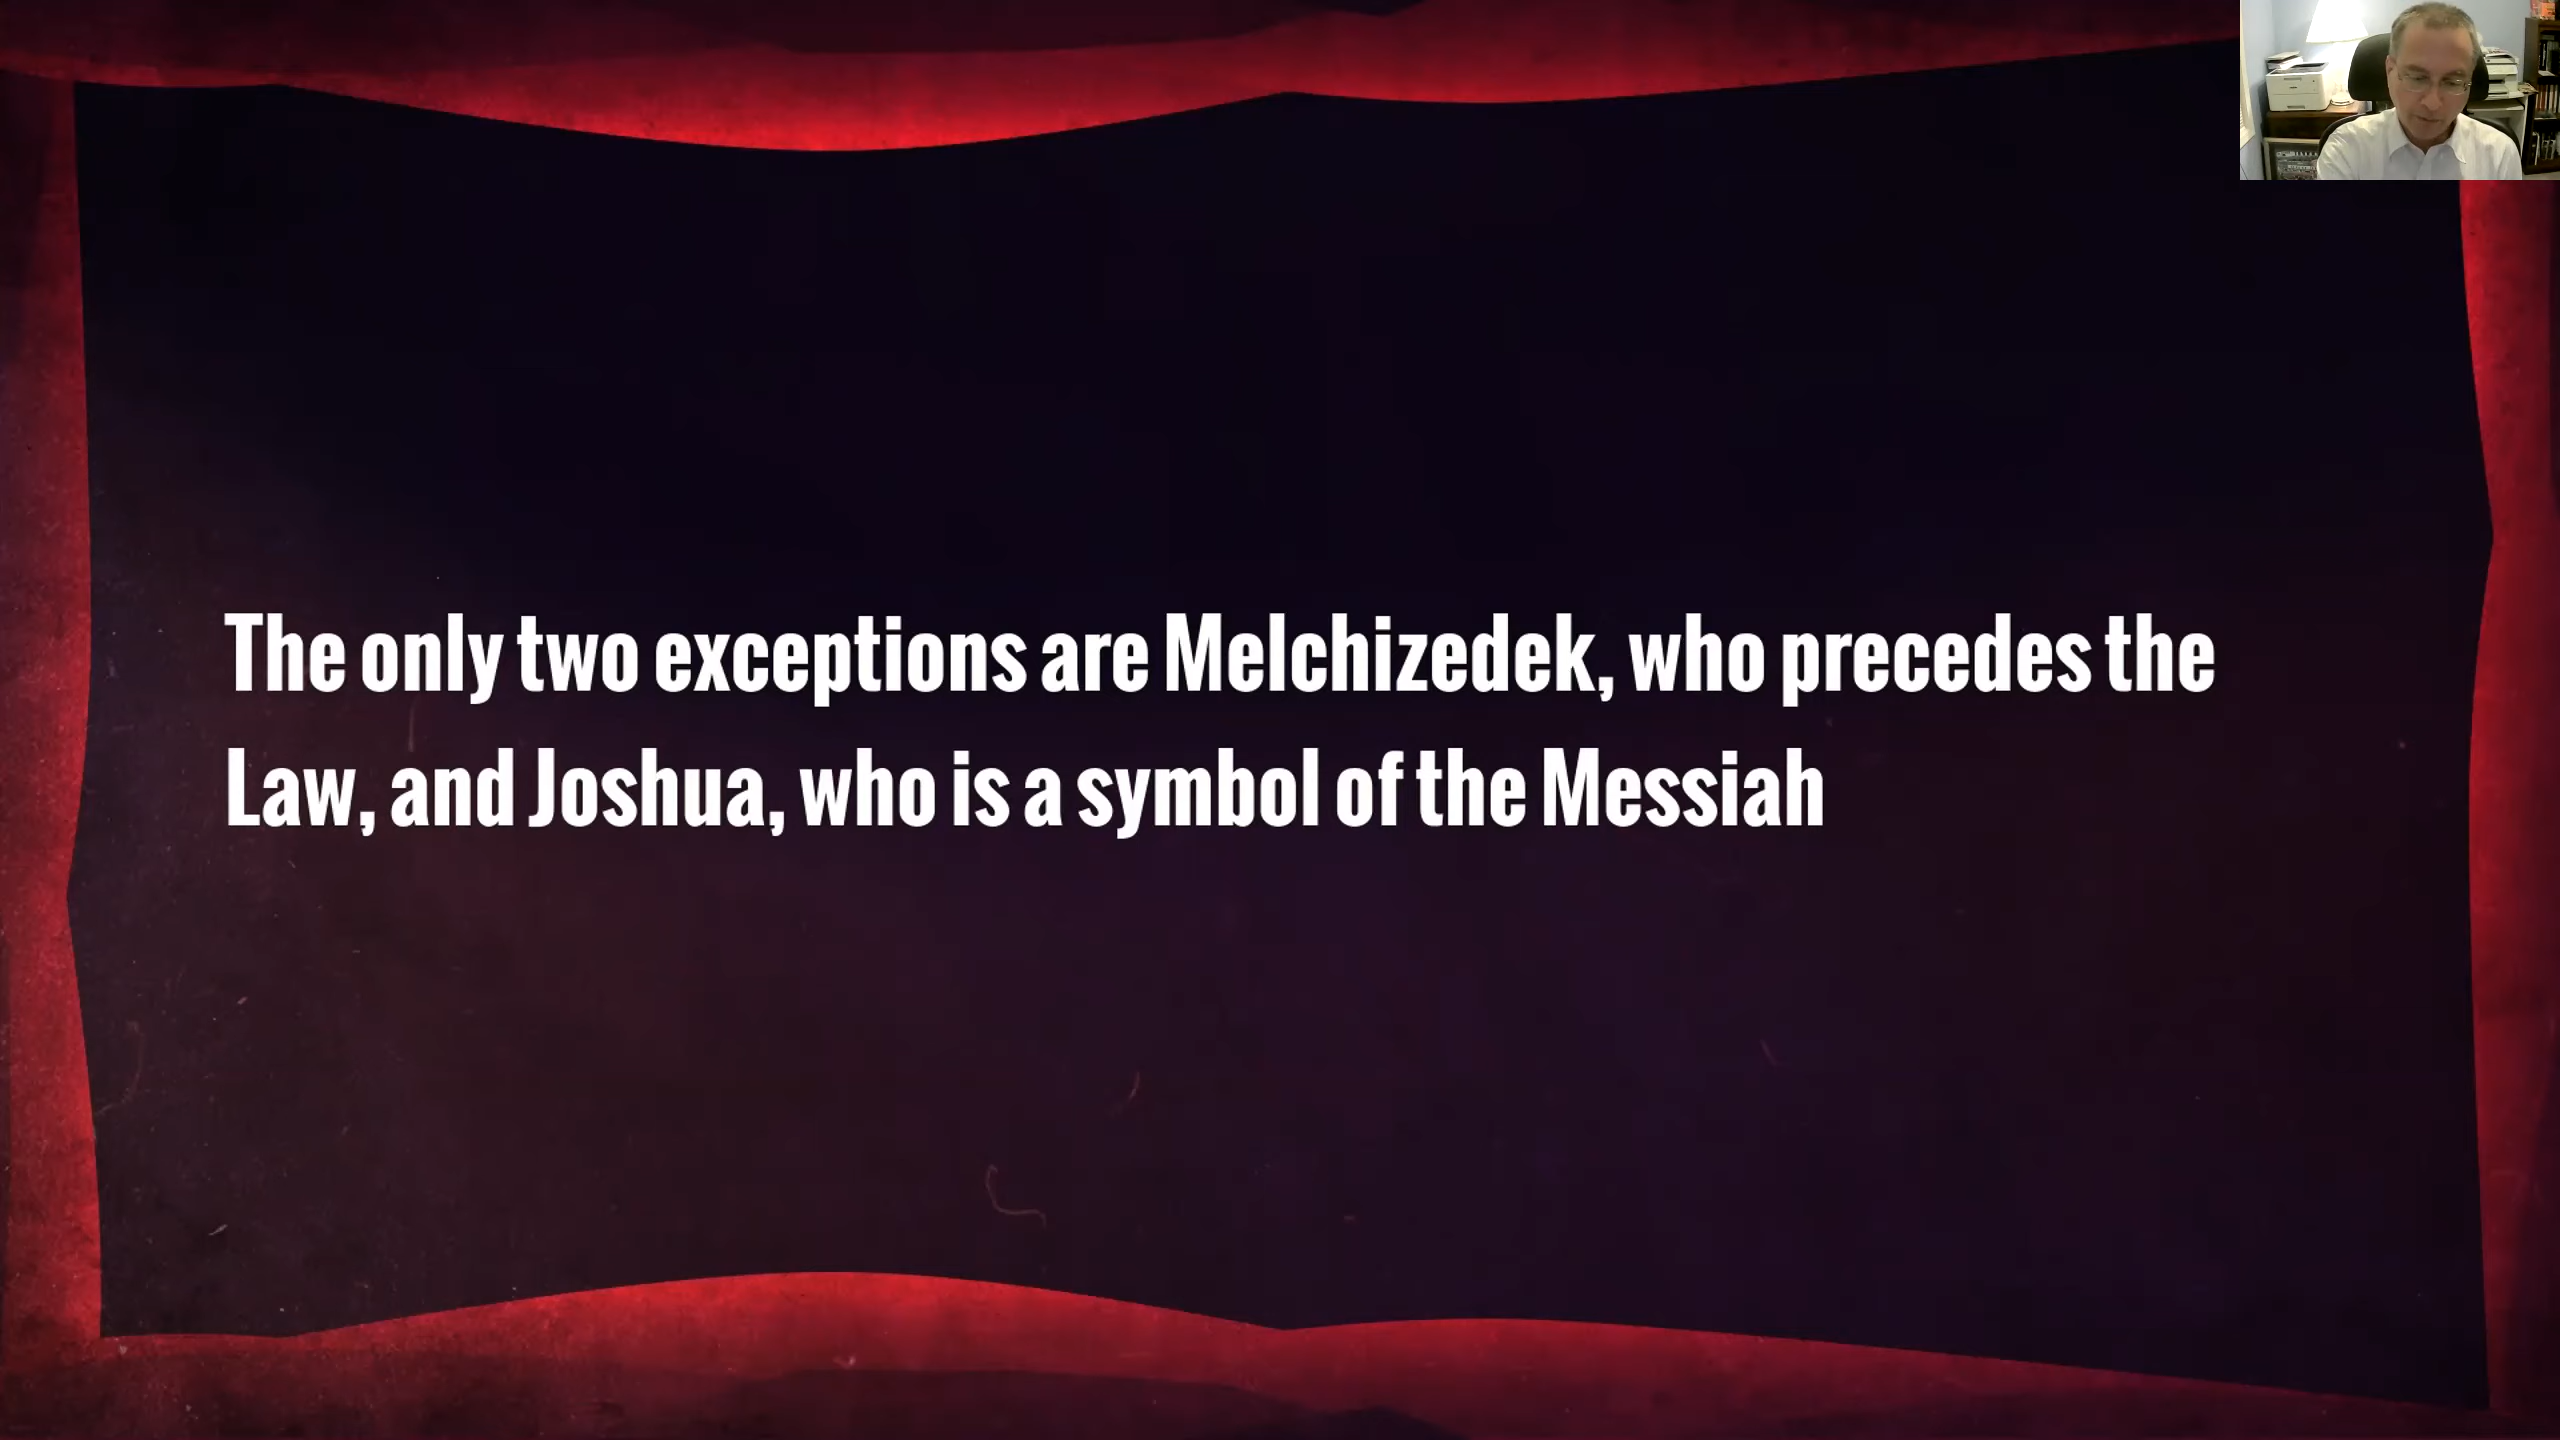 The only two exceptions are Melchizedek, who precedes the
Law, and Joshua, who is a symbol of the Messiah